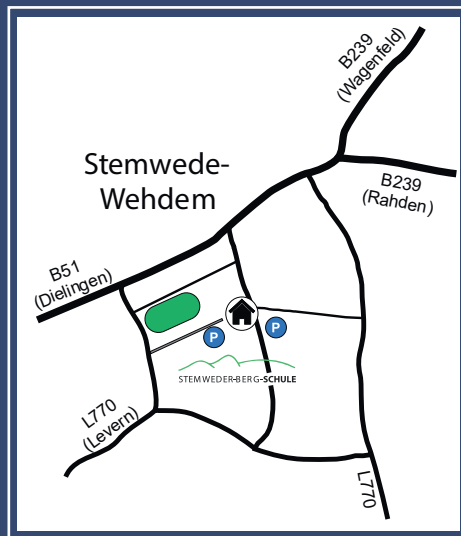 B239
(Wagenfeld)
Stemwede-
Wehdem
B239
(Rahden)
B51
(Dielingen)
P
P
STEMWEDER-BERG-SCHULE
L770
(Levern)
L770